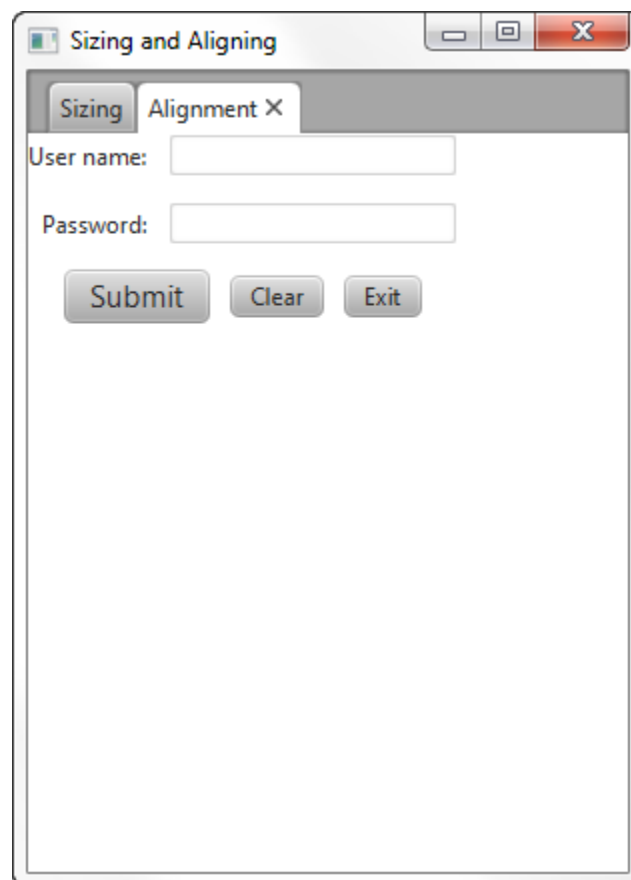 Sizing and Aligning
Sizing Alignment
User name:
Password:
Submit Clear Exit